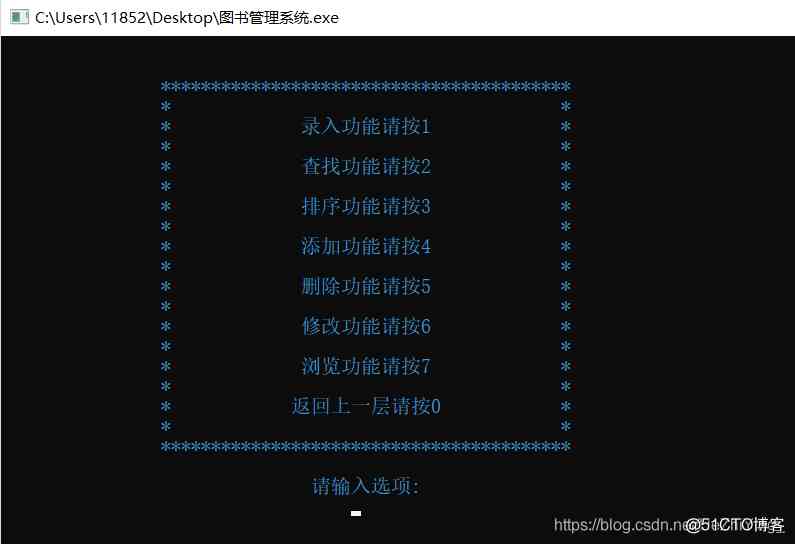 C:\Users\11852\Desktop\图书管理系统.exe
*****************************************
录入功能请按1
查找功能请按2
排序功能请按3
添加功能请按4
删除功能请按5
修改功能请按6
浏览功能请按7
返回上一层请按0
*****************************************
请输入选项:
https://blog.csdn.ne
@51CTO博客